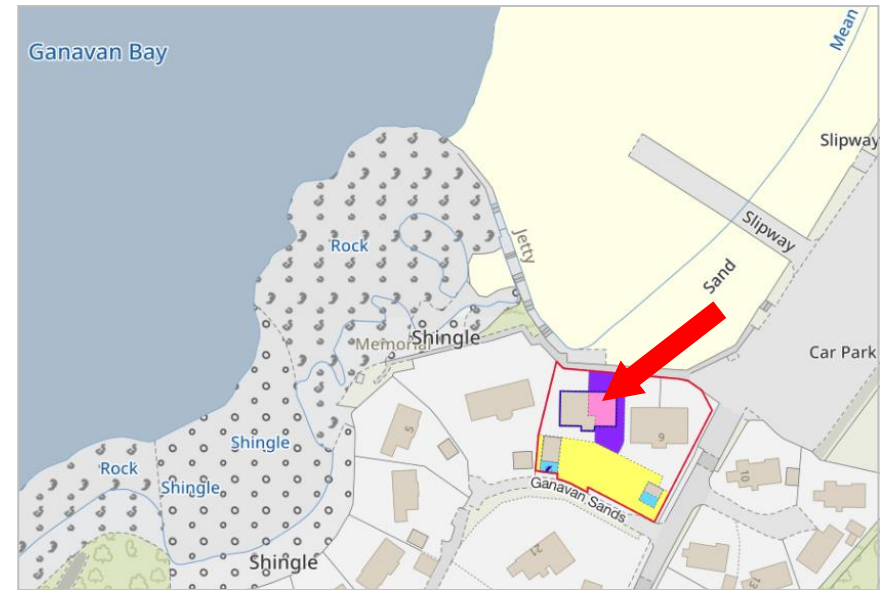 Ganavan Bay
Mean
Slipway
Slipway
Rock
Jetty
Sand
Memorial
Shingle
Car Park
5
9
Shingle
Rock
Shingle
Ganavan Sands
10
21
Shingle
13